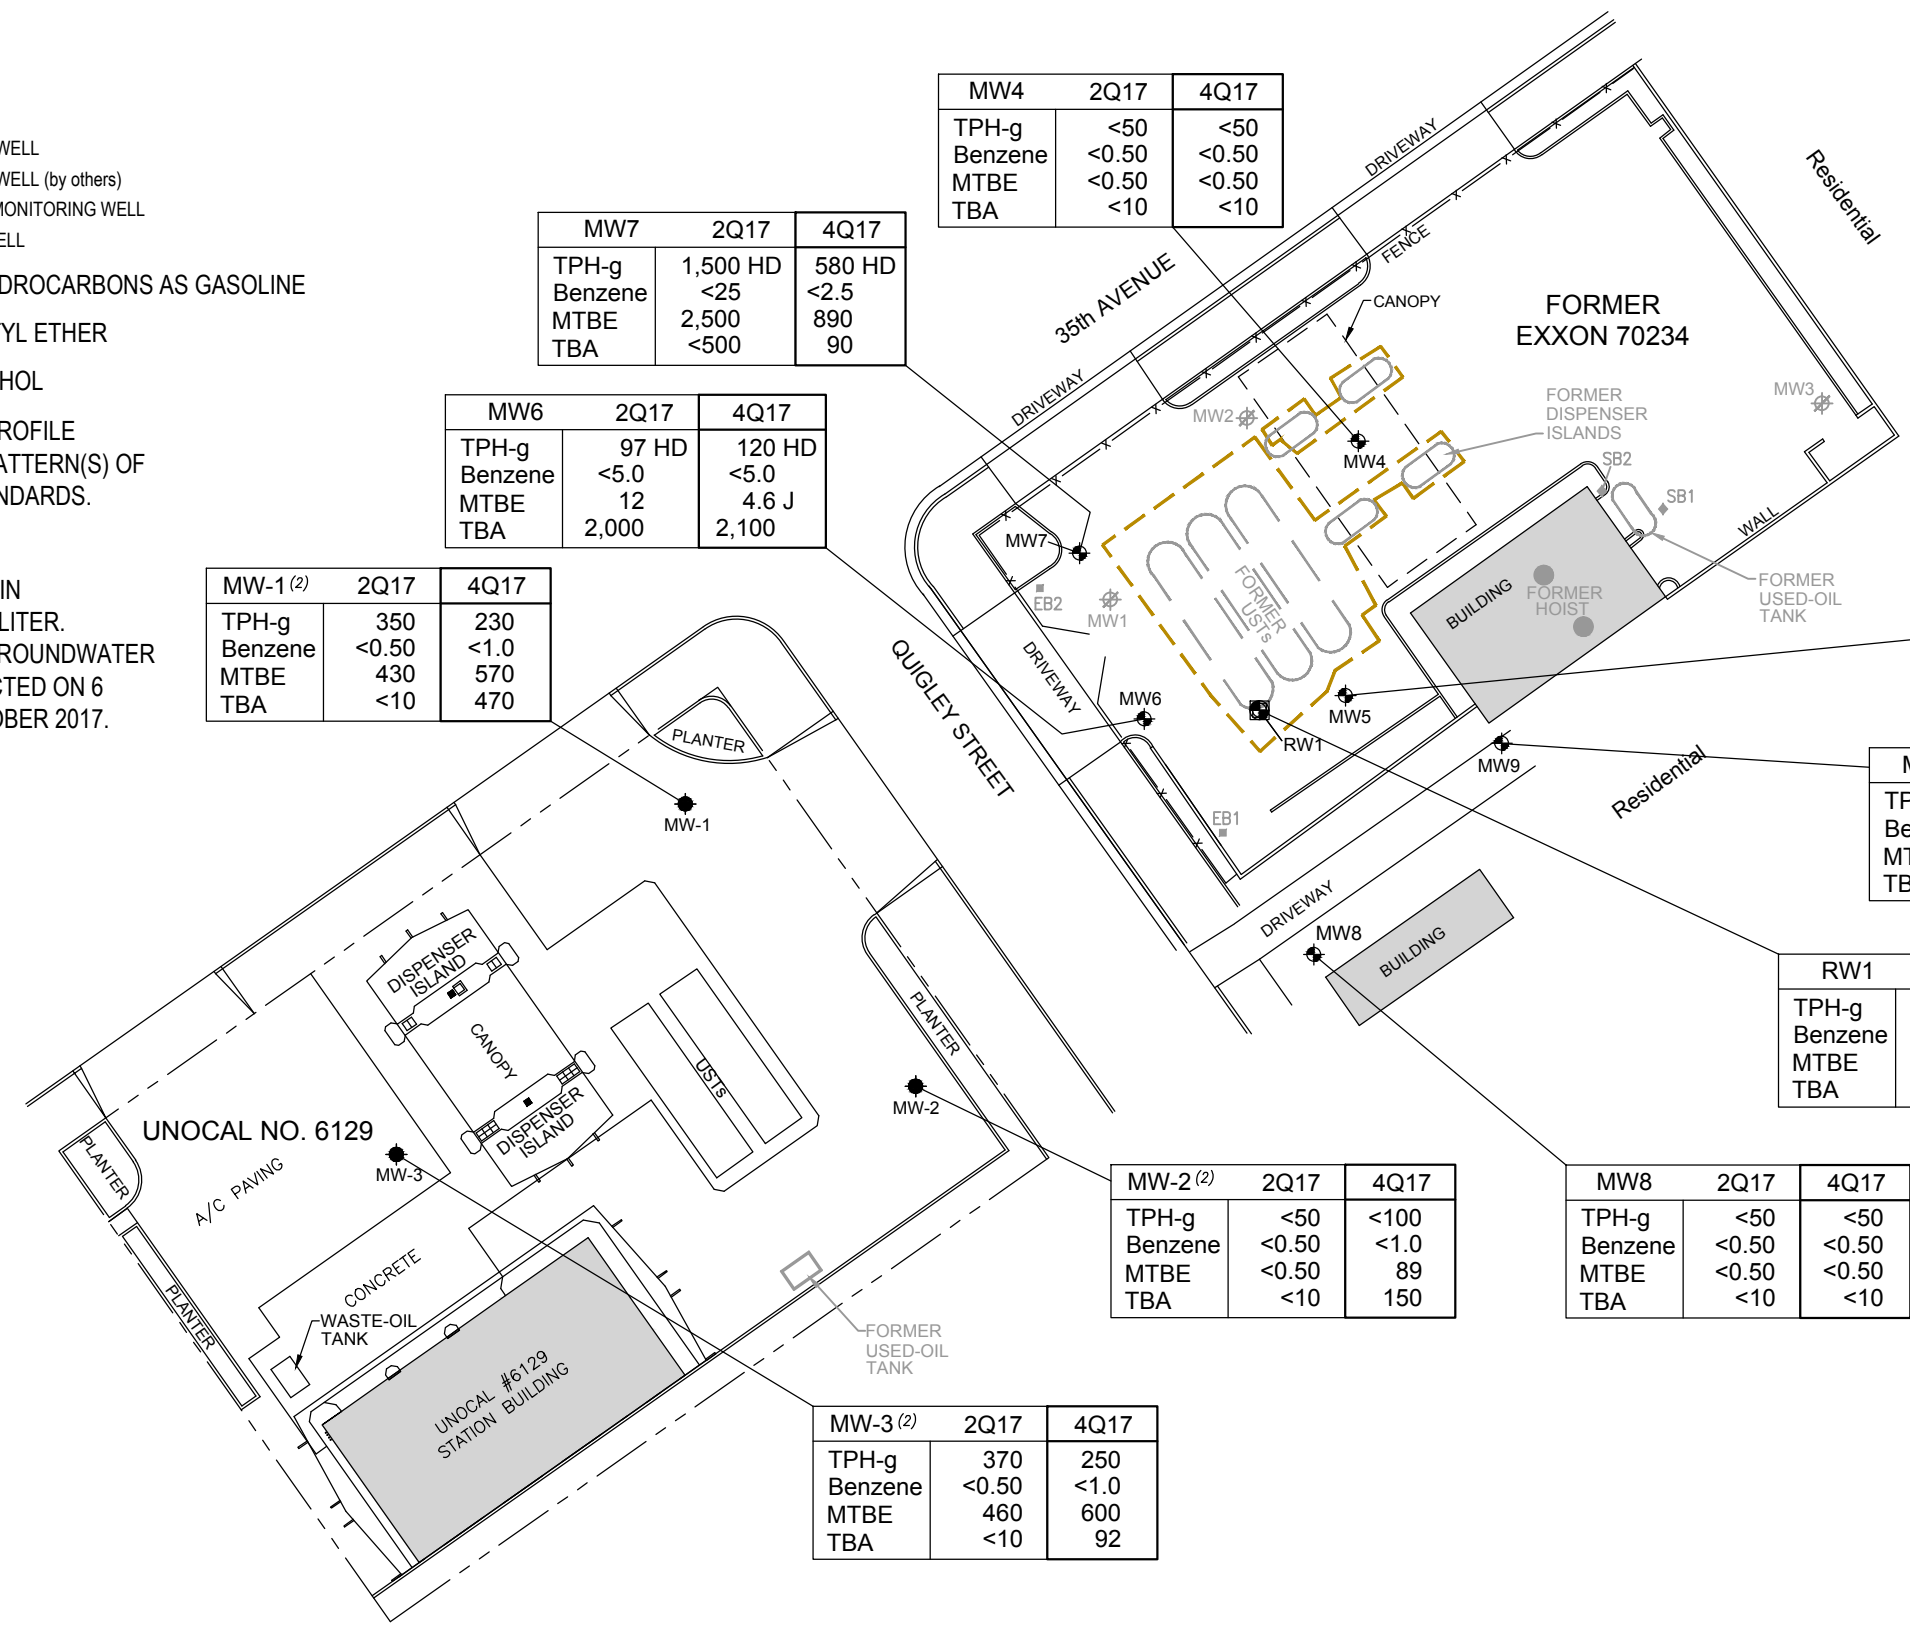 WELL
WELL (by others)
MONITORING WELL
ELL
DROCARBONS AS GASOLINE
YL ETHER
HOL
ROFILE
ATTERN(S) OF
NDARDS.
IN
LITER.
ROUNDWATER
CTED ON 6
OBER 2017.
MW4 2Q17 4Q17
TPH-g <50 <50
Benzene <0.50 <0.50
MTBE <0.50 <0.50
TBA <10 <10
MW7 2Q17 4Q17
TPH-g 1,500 HD 580 HD
Benzene <25 <2.5
MTBE 2,500 890
TBA <500 90
MW6 2Q17 4Q17
TPH-g 97 HD 120 HD
Benzene <5.0 <5.0
MTBE 12 4.6 J
TBA 2,000 2,100
MW-1 (2) 2Q17 4Q17
TPH-g 350 230
Benzene <0.50 <1.0
MTBE 430 570
TBA <10 470
35th AVENUE
DRIVEWAY
FENCE
CANOPY
Residential
FORMER
EXXON 70234
DRIVEWAY
MW2
MW4
MW3
FORMER
DISPENSER
ISLANDS
SB2
SB1
WALL
MW7
EB2
MW1
FORMER
USTs
BUILDING
FORMER
HOIST
FORMER
USED-OIL
TANK
QUIGLEY STREET
DRIVEWAY
MW6
RW1
MW5
MW9
Residential
EB1
DRIVEWAY
MW8
BUILDING
M
TP
Be
MT
TB
RW1
TPH-g
Benzene
MTBE
TBA
PLANTER
MW-1
DISPENSER
ISLAND
CANOPY
DISPENSER
ISLAND
USTs
PLANTER
MW-2
UNOCAL NO. 6129
MW-3
PLANTER
A/C PAVING
PLANTER
CONCRETE
WASTE-OIL
TANK
UNOCAL #6129
STATION BUILDING
FORMER
USED-OIL
TANK
MW-2 (2) 2Q17 4Q17
TPH-g <50 <100
Benzene <0.50 <1.0
MTBE <0.50 89
TBA <10 150
MW8 2Q17 4Q17
TPH-g <50 <50
Benzene <0.50 <0.50
MTBE <0.50 <0.50
TBA <10 <10
MW-3 (2) 2Q17 4Q17
TPH-g 370 250
Benzene <0.50 <1.0
MTBE 460 600
TBA <10 92